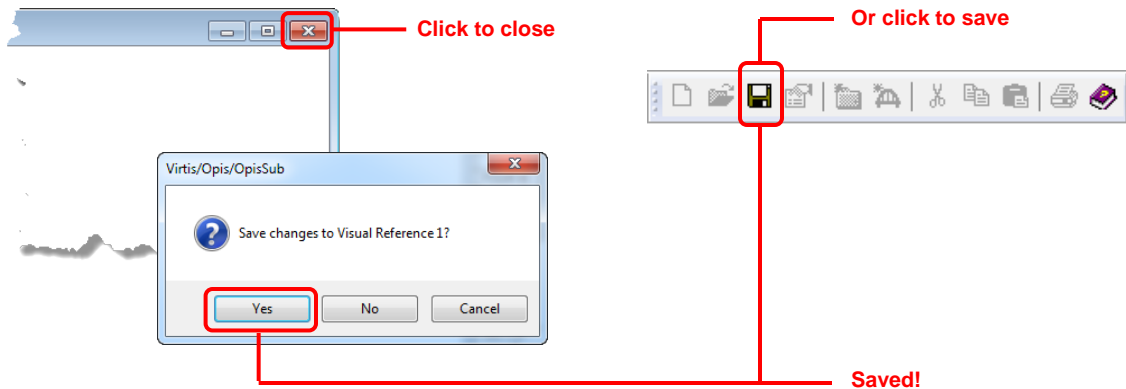 Click to close
Or click to save
Virtis/Opis/OpisSub
Save changes to Visual Reference 1?
Yes
No
Cancel
Saved!